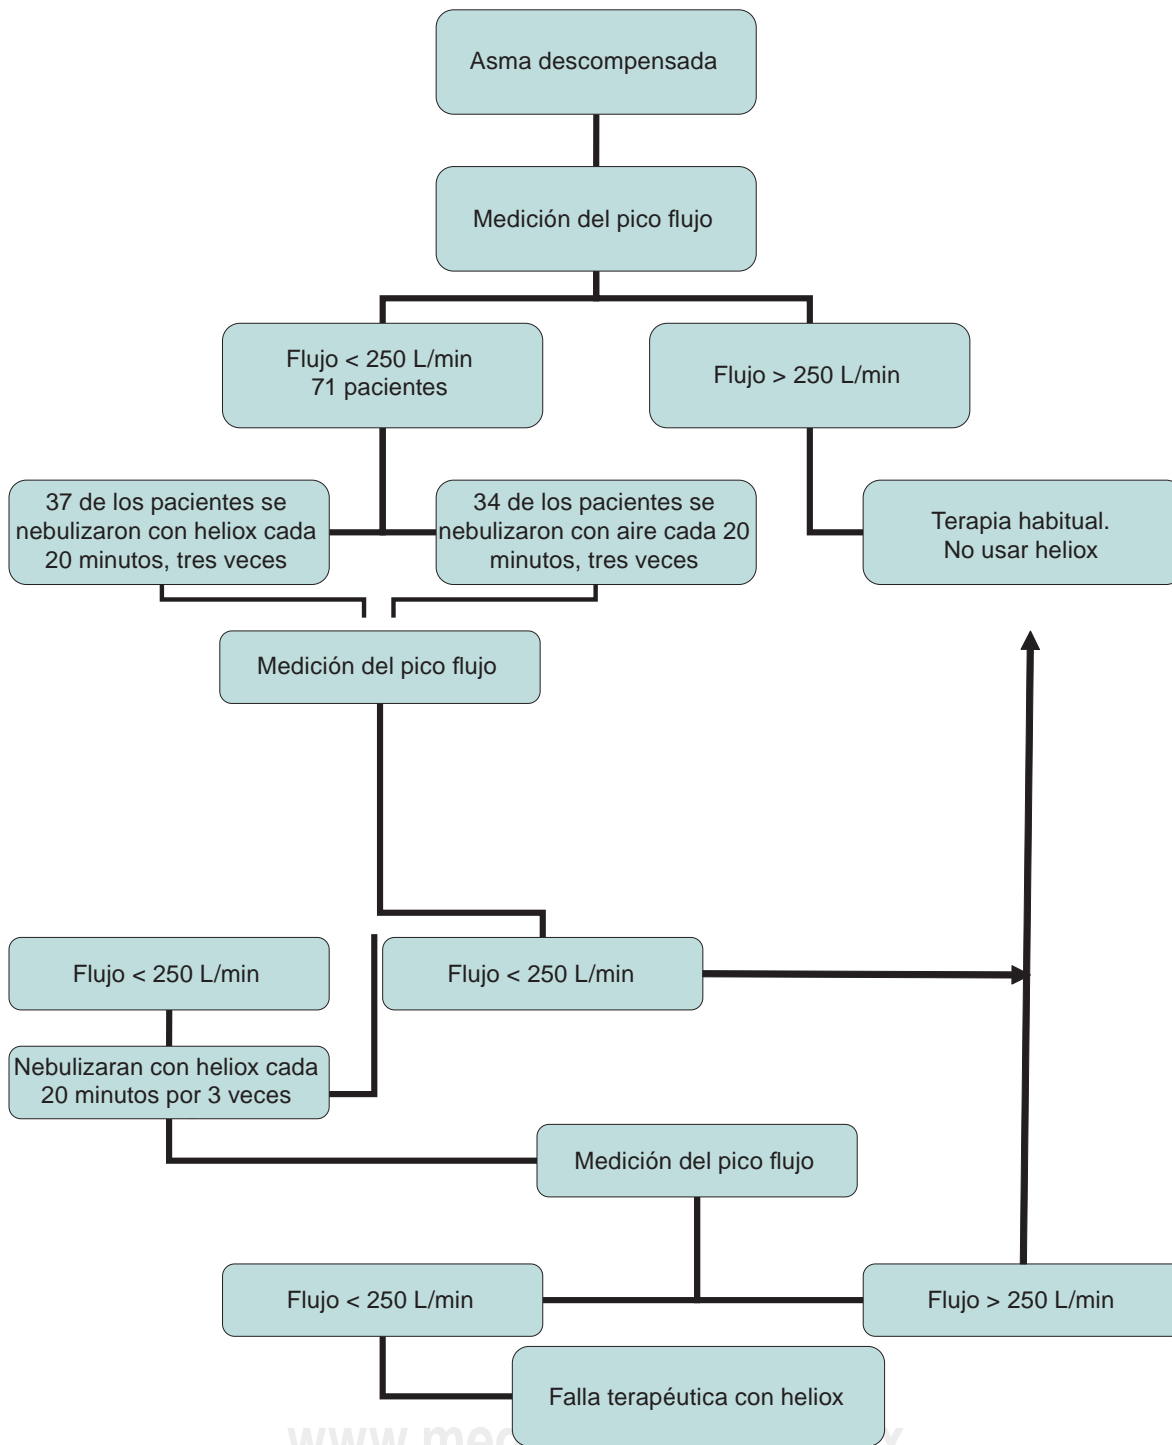 Asma descompensada
Medición del pico flujo
Flujo < 250 L/min
71 pacientes
Flujo > 250 L/min
37 de los pacientes se
nebulizaron con heliox cada
20 minutos, tres veces
34 de los pacientes se
nebulizaron con aire cada 20
minutos, tres veces
Terapia habitual.
No usar heliox
Medición del pico flujo
Flujo < 250 L/min
Flujo < 250 L/min
Nebulizaran con heliox cada
20 minutos por 3 veces
Medición del pico flujo
Flujo < 250 L/min
Flujo > 250 L/min
Falla terapéutica con heliox